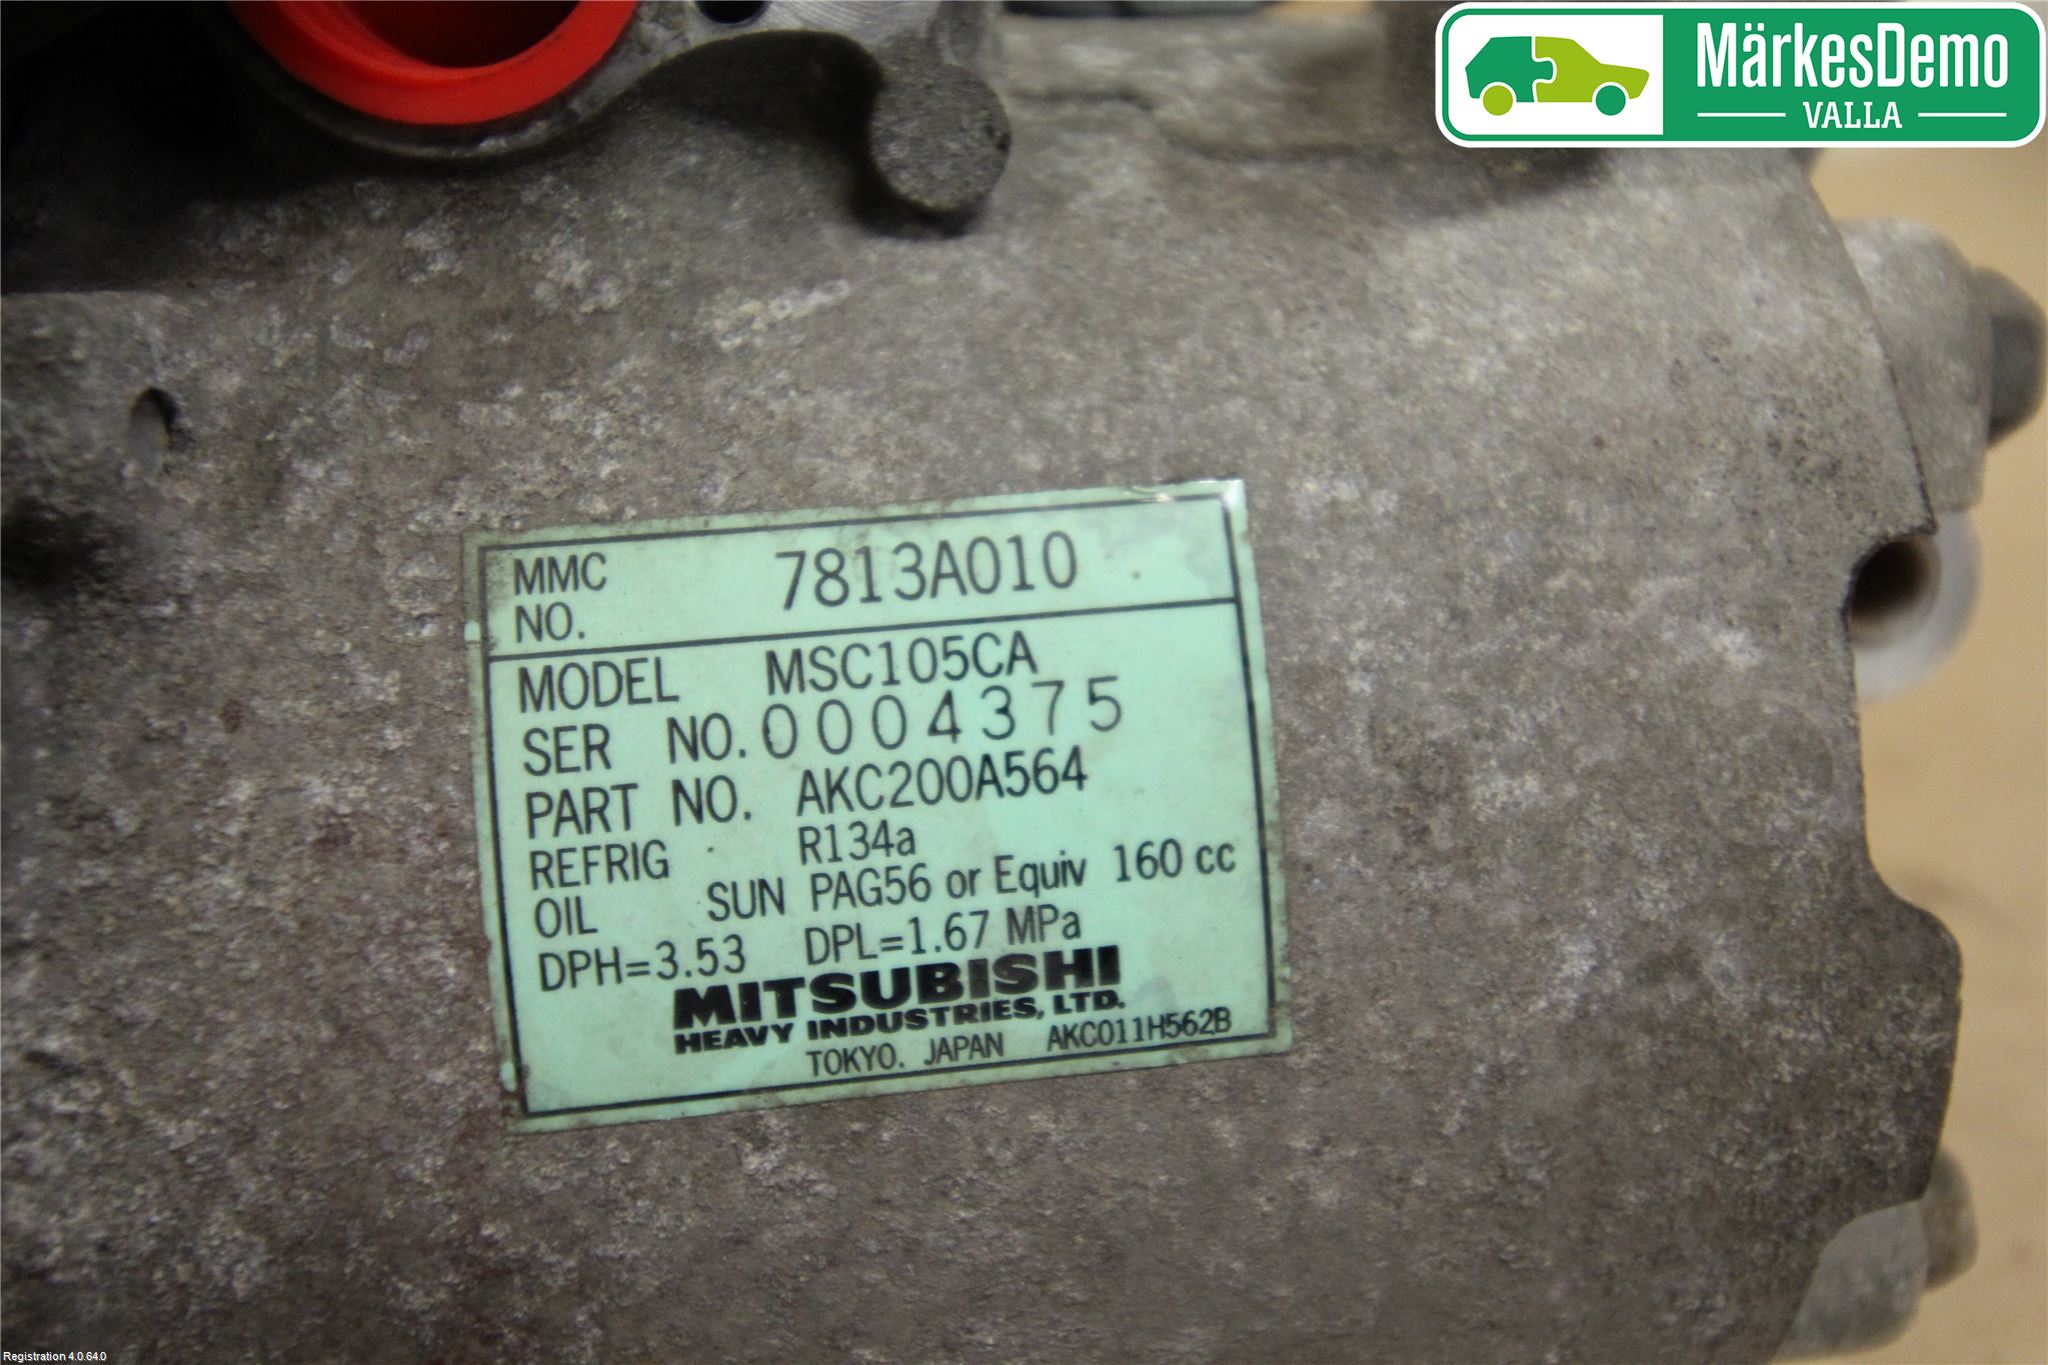 MärkesDemo
VALLA
MMC NO. 7813A010
MODEL MSC105CA
SER NO. 0004375
PART NO. AKC200A564
REFRIG R134a
OIL SUN PAG56 or Equiv 160 cc
DPH=3.53 DPL=1.67 MPa
MITSUBISHI
HEAVY INDUSTRIES, LTD.
TOKYO. JAPAN AKC011H562B
Registration 4.0.64.0